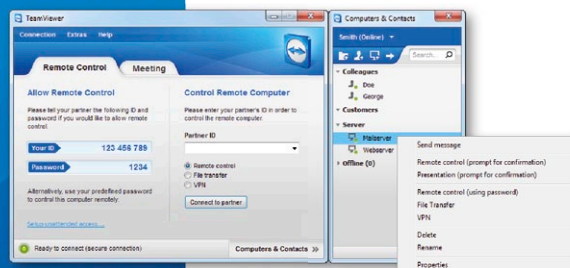 TeamViewer
Connection Extras Help
Remote Control Meeting
Allow Remote Control
Please tell your partner the following ID and
password if you would like to allow remote
control.
Your ID 123 456 789
Password 1234
Alternatively, use your predefined password
to control this computer remotely.
Setup unattended access...
Ready to connect (secure connection)
Control Remote Computer
Please enter your partner's ID in order to
control the remote computer.
Partner ID
Remote control
File transfer
VPN
Connect to partner
Computers & Contacts >>
Computers & Contacts
Smith (Online)
Search...
Colleagues
Doe
George
Customers
Server
Mailserver
Webserver
Offline (0)
Send message
Remote control (prompt for confirmation)
Presentation (prompt for confirmation)
Remote control (using password)
File Transfer
VPN
Delete
Rename
Properties